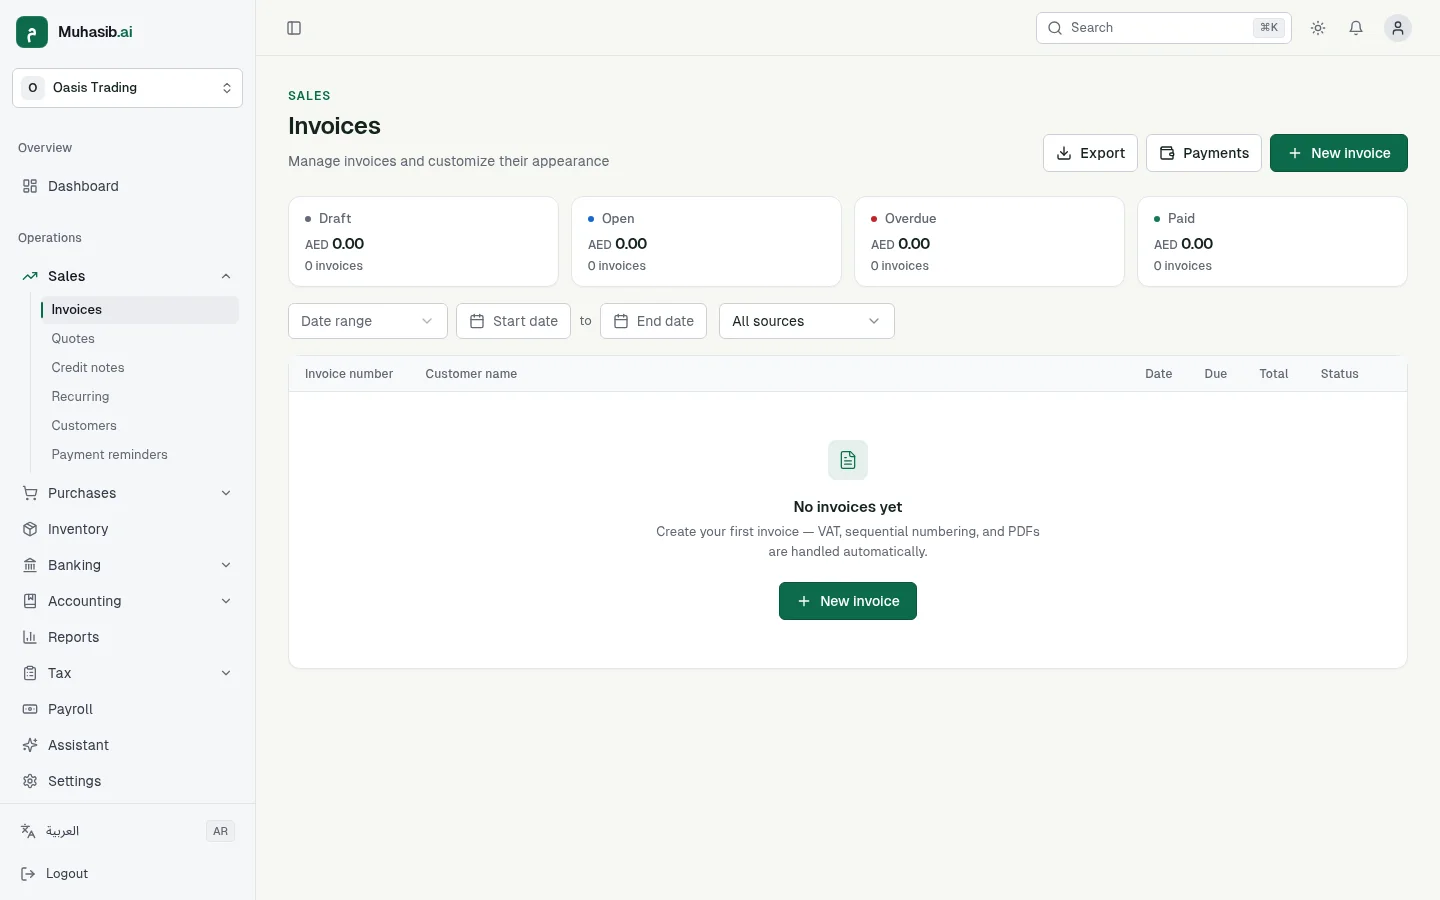 Muhasib.ai
O Oasis Trading
Overview
Dashboard
Operations
Sales
Invoices
Quotes
Credit notes
Recurring
Customers
Payment reminders
Purchases
Inventory
Banking
Accounting
Reports
Tax
Payroll
Assistant
Settings
العربية AR
Logout
Search ⌘K
SALES
Invoices
Manage invoices and customize their appearance
Export
Payments
New invoice
Draft
AED 0.00
0 invoices
Open
AED 0.00
0 invoices
Overdue
AED 0.00
0 invoices
Paid
AED 0.00
0 invoices
Date range Start date to End date All sources
Invoice number Customer name Date Due Total Status
No invoices yet
Create your first invoice — VAT, sequential numbering, and PDFs
are handled automatically.
New invoice